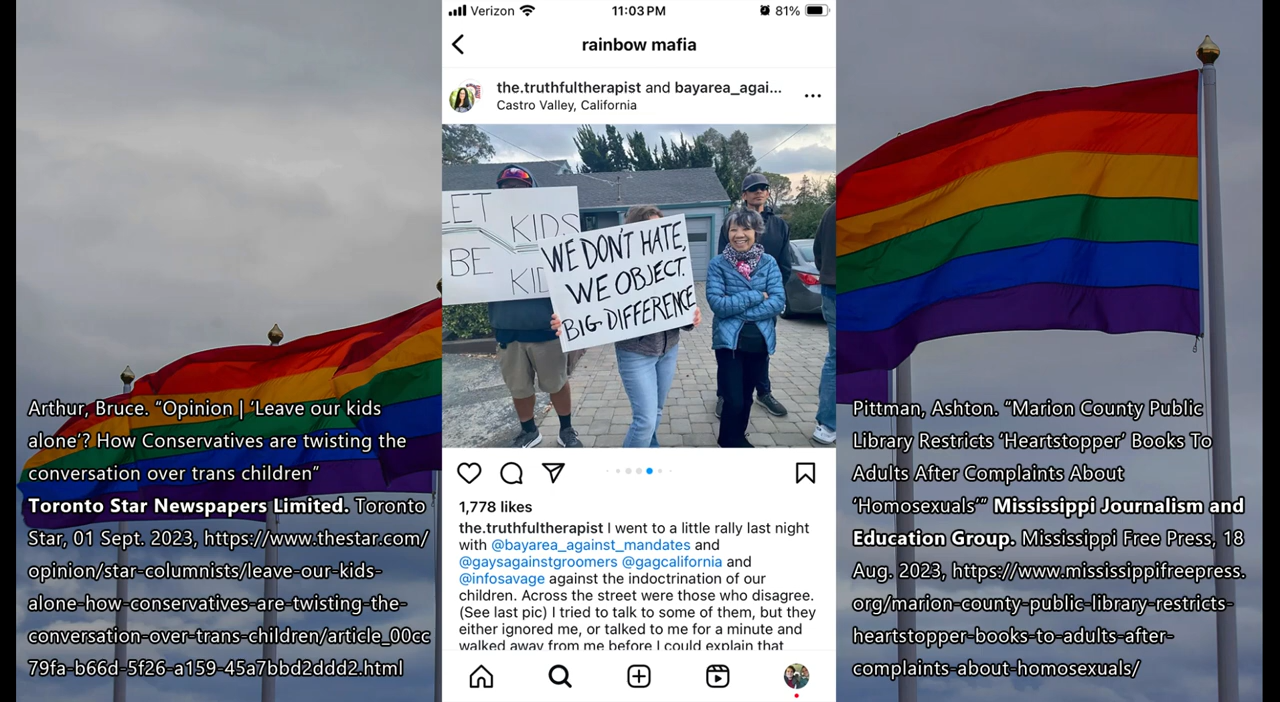 Verizon
11:03 PM
81%
rainbow mafia
the.truthfultherapist and bayarea_agai...
Castro Valley, California
LET KIDS
BE KIDS
WE DON'T HATE,
WE OBJECT.
BIG DIFFERENCE
1,778 likes
the.truthfultherapist I went to a little rally last night
with @bayarea_against_mandates and
@gaysagainstgroomers @gagcalifornia and
@infosavage against the indoctrination of our
children. Across the street were those who disagree.
(See last pic) I tried to talk to some of them, but they
either ignored me, or talked to me for a minute and
walked away from me before I could explain that
Arthur, Bruce. “Opinion | ‘Leave our kids
alone’? How Conservatives are twisting the
conversation over trans children”
Toronto Star Newspapers Limited. Toronto
Star, 01 Sept. 2023, https://www.thestar.com/
opinion/star-columnists/leave-our-kids-
alone-how-conservatives-are-twisting-the-
conversation-over-trans-children/article_00cc
79fa-b66d-5f26-a159-45a7bbd2ddd2.html
Pittman, Ashton. “Marion County Public
Library Restricts ‘Heartstopper’ Books To
Adults After Complaints About
‘Homosexuals’” Mississippi Journalism and
Education Group. Mississippi Free Press, 18
Aug. 2023, https://www.mississippifreepress.
org/marion-county-public-library-restricts-
heartstopper-books-to-adults-after-
complaints-about-homosexuals/